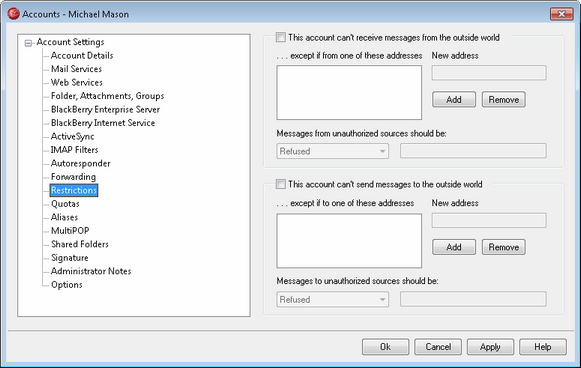 Accounts - Michael Mason
Account Settings
Account Details
Mail Services
Web Services
Folder, Attachments, Groups
BlackBerry Enterprise Server
BlackBerry Internet Service
ActiveSync
IMAP Filters
Autoresponder
Forwarding
Restrictions
Quotas
Aliases
MultiPOP
Shared Folders
Signature
Administrator Notes
Options
This account can't receive messages from the outside world
. . . except if from one of these addresses
New address
Add
Remove
Messages from unauthorized sources should be:
Refused
This account can't send messages to the outside world
. . . except if to one of these addresses
New address
Add
Remove
Messages to unauthorized sources should be:
Refused
Ok
Cancel
Apply
Help